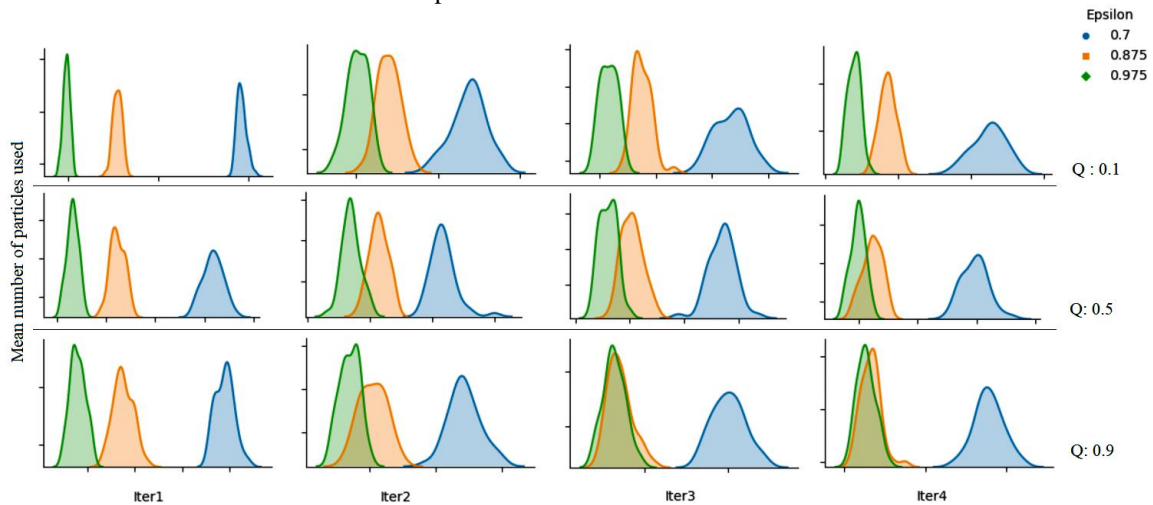 Epsilon
0.7
0.875
0.975
Mean number of particles used
Q : 0.1
Q: 0.5
Q: 0.9
Iter1
Iter2
Iter3
Iter4